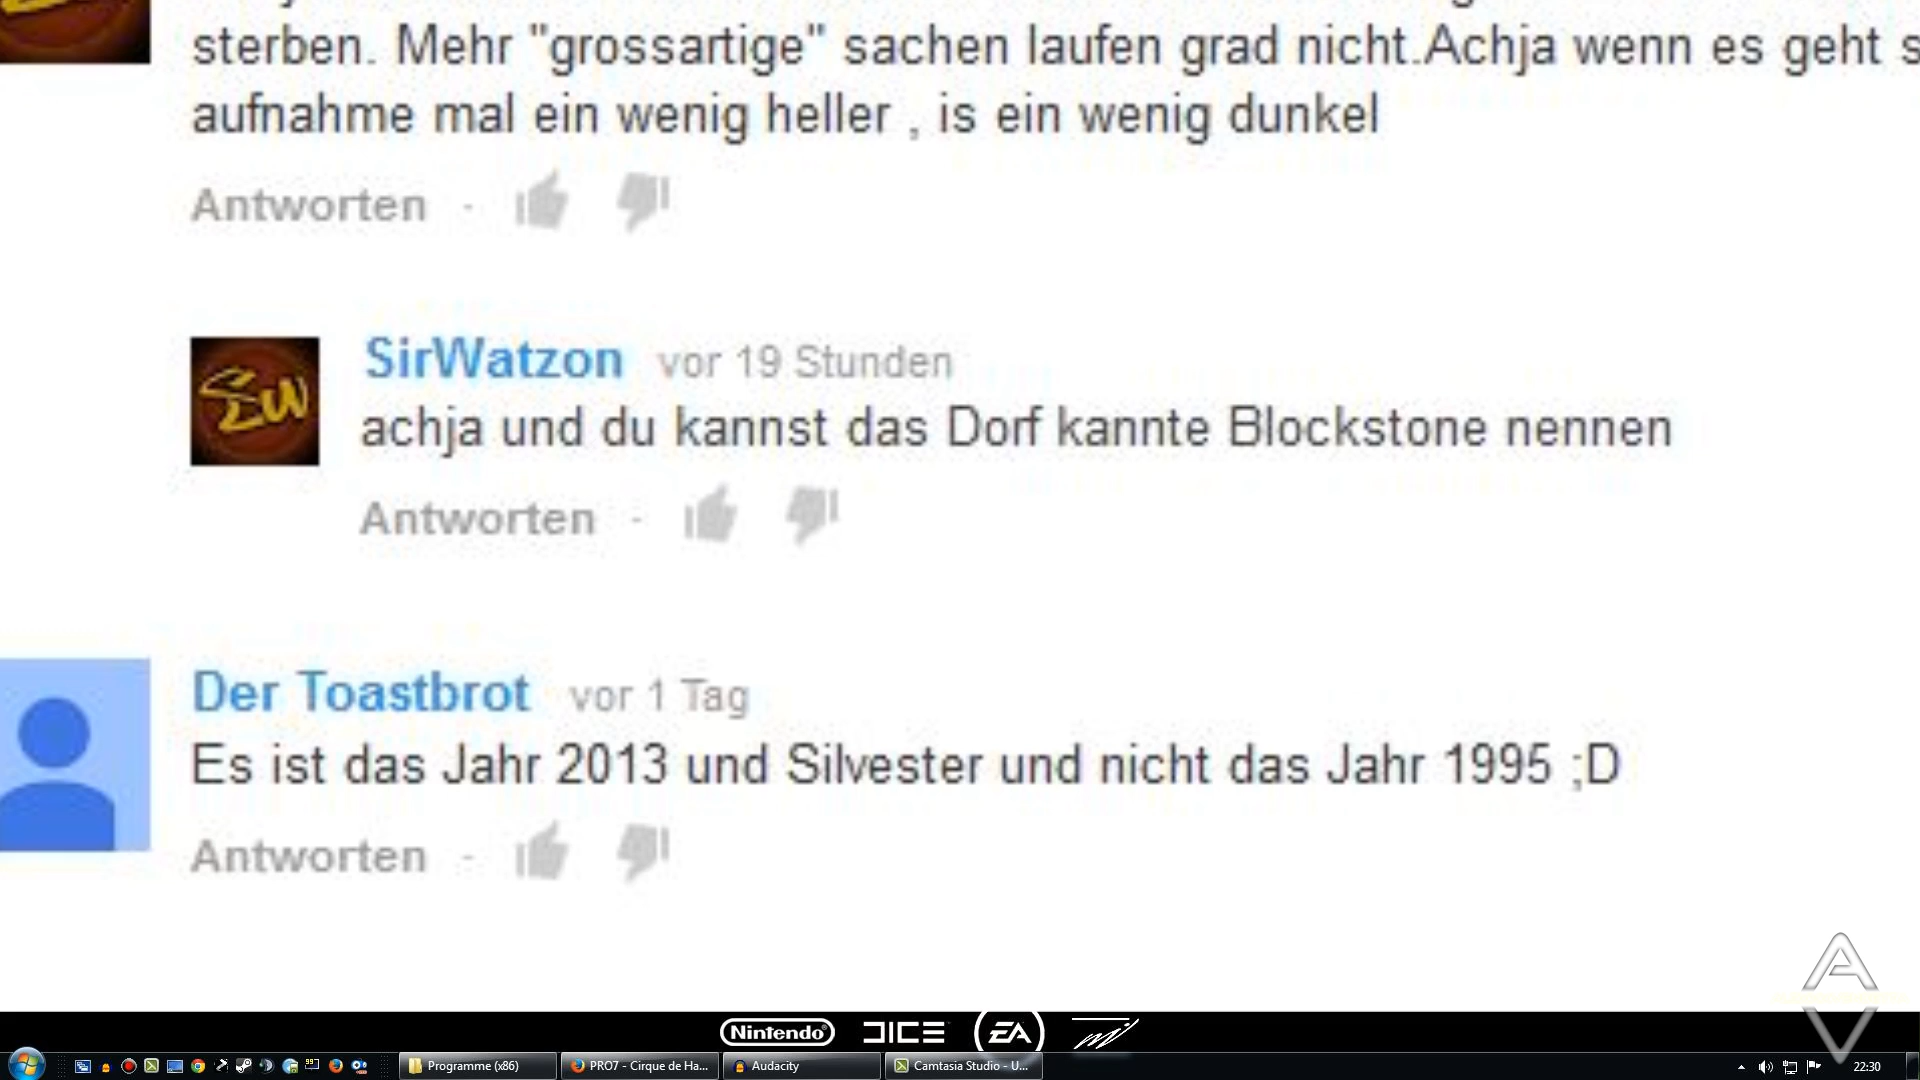 sterben. Mehr "grossartige" sachen laufen grad nicht.Achja wenn es geht s
aufnahme mal ein wenig heller , is ein wenig dunkel
Antworten -
SirWatzon vor 19 Stunden
achja und du kannst das Dorf kannte Blockstone nennen
Antworten -
Der Toastbrot vor 1 Tag
Es ist das Jahr 2013 und Silvester und nicht das Jahr 1995 ;D
Antworten -
Nintendo DICE EA
Programme (x86) PRO7 - Cirque de Ha... Audacity Camtasia Studio - U... 22:30